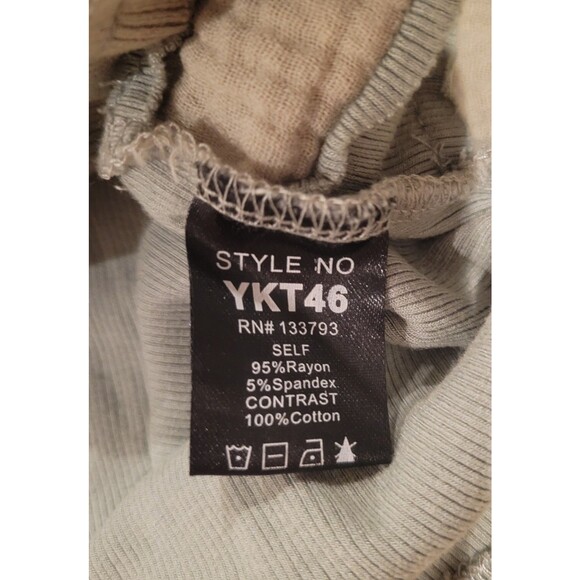 STYLE NO
YKT46
RN# 133793
SELF
95%Rayon
5%Spandex
CONTRAST
100%Cotton